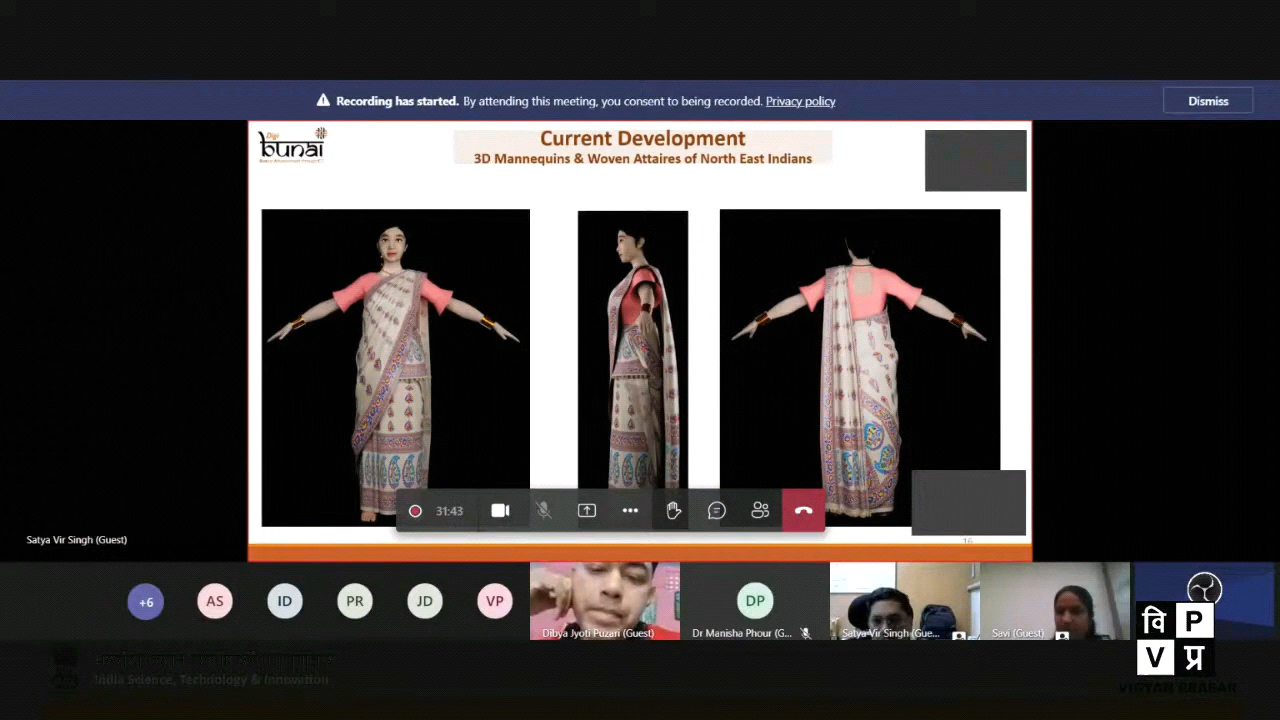 Recording has started. By attending this meeting, you consent to being recorded. Privacy policy
Dismiss
Digi
bunai
Current Development
3D Mannequins & Woven Attaires of North East Indians
31:43
16
Satya Vir Singh (Guest)
+6
AS
ID
PR
JD
VP
DP
Dibya Jyoti Puzari (Guest)
Dr Manisha Phour (G...
Satya Vir Singh (Gue...
Savi (Guest)
वि P
V प्र
India Science, Technology & Innovation
VIGYAN PRASAR